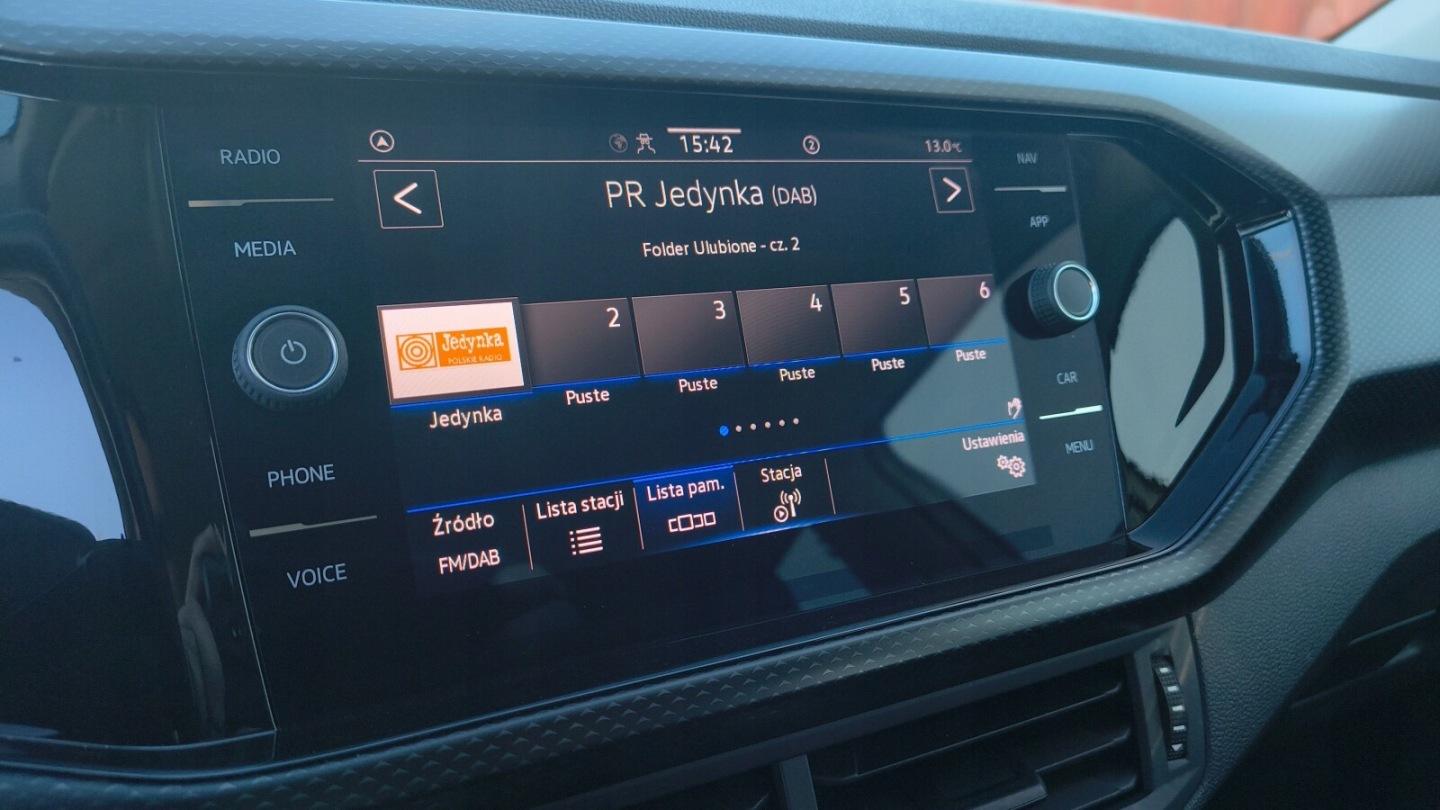 RADIO
MEDIA
PHONE
VOICE
15:42
2
13.0°C
PR Jedynka (DAB)
Folder Ulubione - cz. 2
Jedynka
POLSKIE RADIO
2
3
4
5
6
Jedynka
Puste
Puste
Puste
Puste
Puste
Źródło
FM/DAB
Lista stacji
Lista pam.
Stacja
Ustawienia
NAV
APP
CAR
MENU